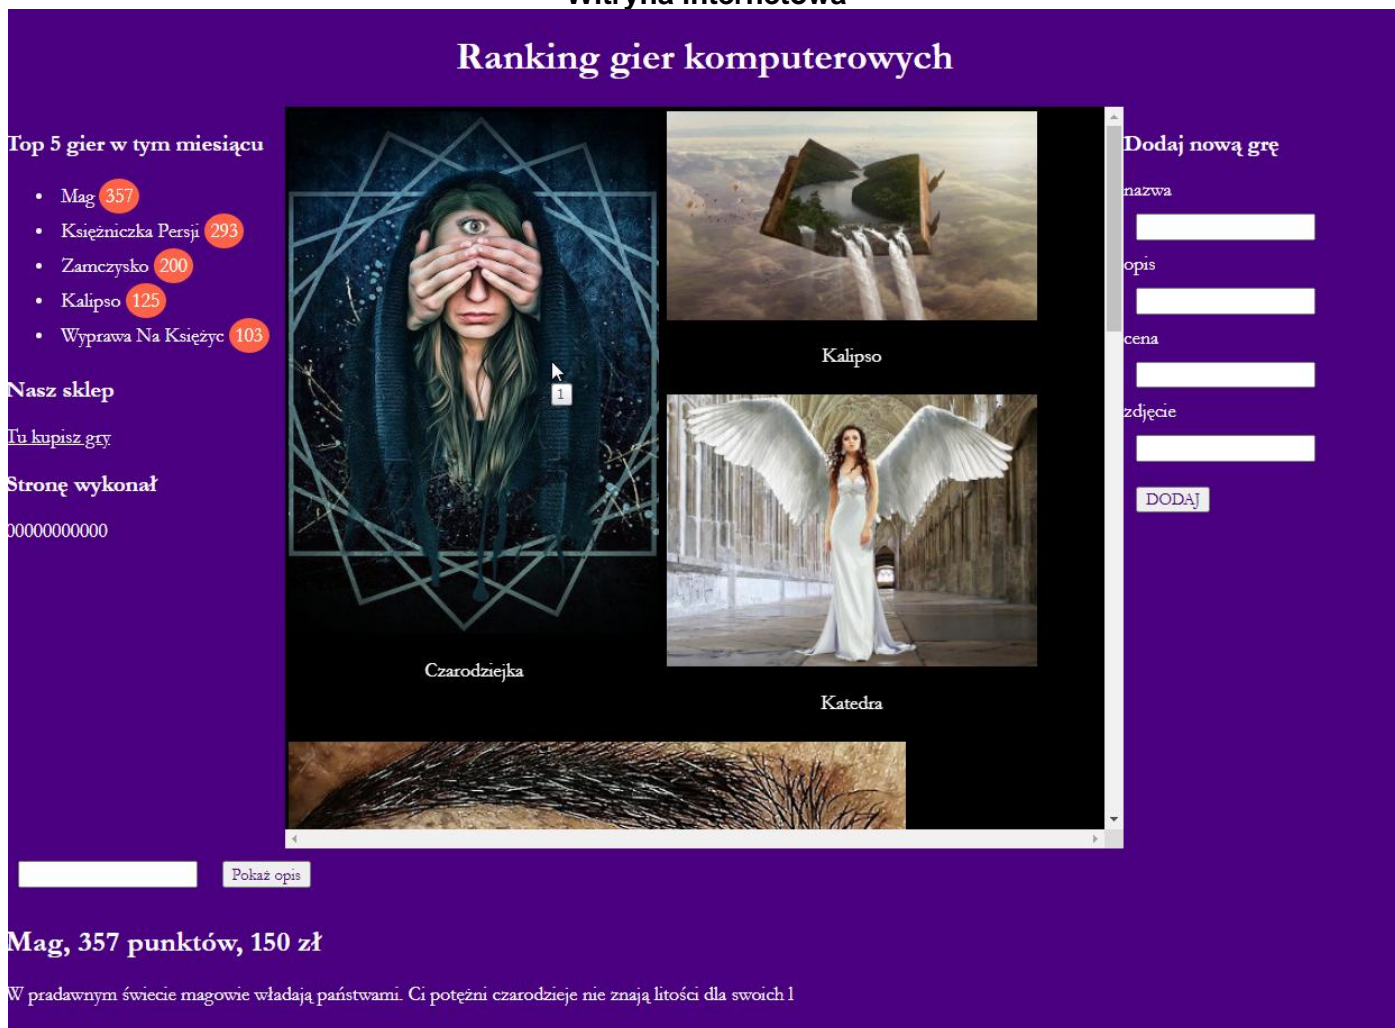 Witryna internetowa
Ranking gier komputerowych
Top 5 gier w tym miesiącu
Mag 357
Księżniczka Persji 293
Zamczysko 200
Kalipso 125
Wyprawa Na Księżyc 103
Nasz sklep
Tu kupisz gry
Stronę wykonał
00000000000
1
Czarodziejka
Kalipso
Katedra
Dodaj nową grę
nazwa
opis
cena
zdjęcie
DODAJ
Pokaż opis
Mag, 357 punktów, 150 zł
W pradawnym świecie magowie władają państwami. Ci potężni czarodzieje nie znają litości dla swoich l